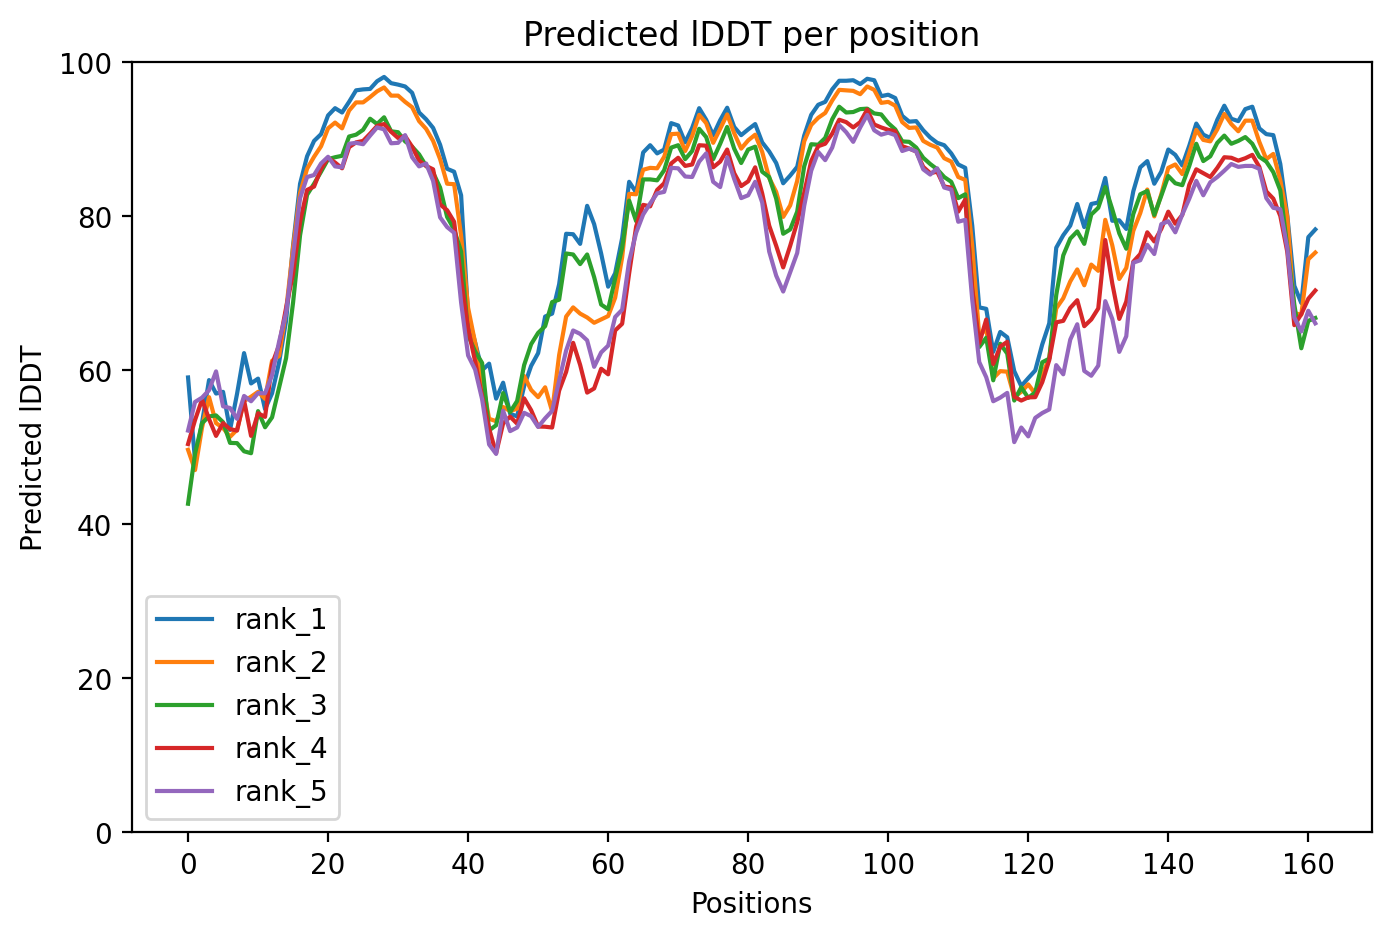 Predicted lDDT per position
100
80
60
40
20
0
Predicted lDDT
rank_1
rank_2
rank_3
rank_4
rank_5
0 20 40 60 80 100 120 140 160
Positions